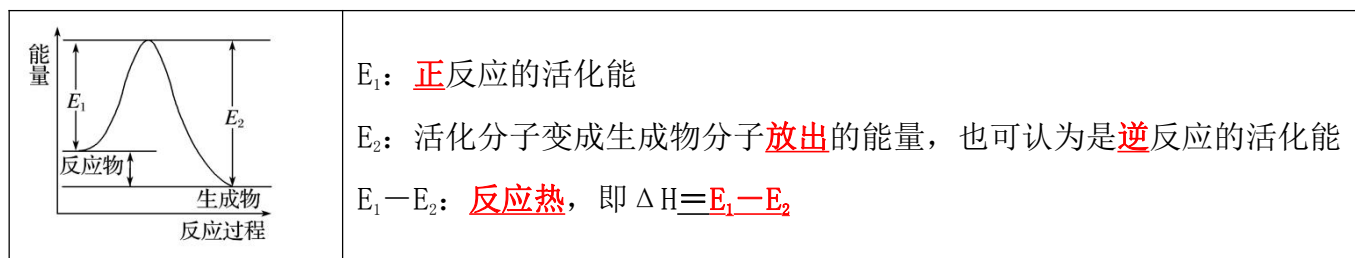 能量
E₁
E₂
反应物
生成物
反应过程
E₁：正反应的活化能
E₂：活化分子变成生成物分子放出的能量，也可认为是逆反应的活化能
E₁－E₂：反应热，即ΔH＝E₁－E₂